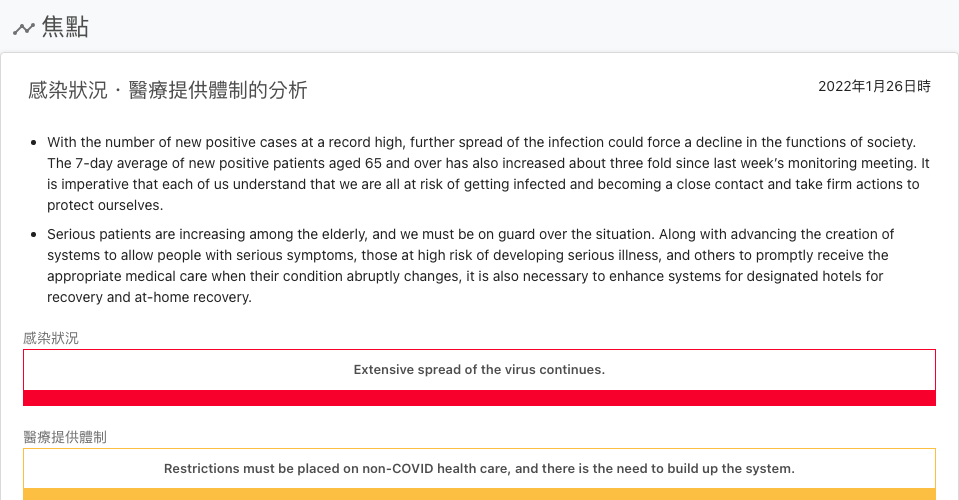 焦點
感染狀況・醫療提供體制的分析
2022年1月26日時
With the number of new positive cases at a record high, further spread of the infection could force a decline in the functions of society.
The 7-day average of new positive patients aged 65 and over has also increased about three fold since last week’s monitoring meeting. It
is imperative that each of us understand that we are all at risk of getting infected and becoming a close contact and take firm actions to
protect ourselves.
Serious patients are increasing among the elderly, and we must be on guard over the situation. Along with advancing the creation of
systems to allow people with serious symptoms, those at high risk of developing serious illness, and others to promptly receive the
appropriate medical care when their condition abruptly changes, it is also necessary to enhance systems for designated hotels for
recovery and at-home recovery.
感染狀況
Extensive spread of the virus continues.
醫療提供體制
Restrictions must be placed on non-COVID health care, and there is the need to build up the system.